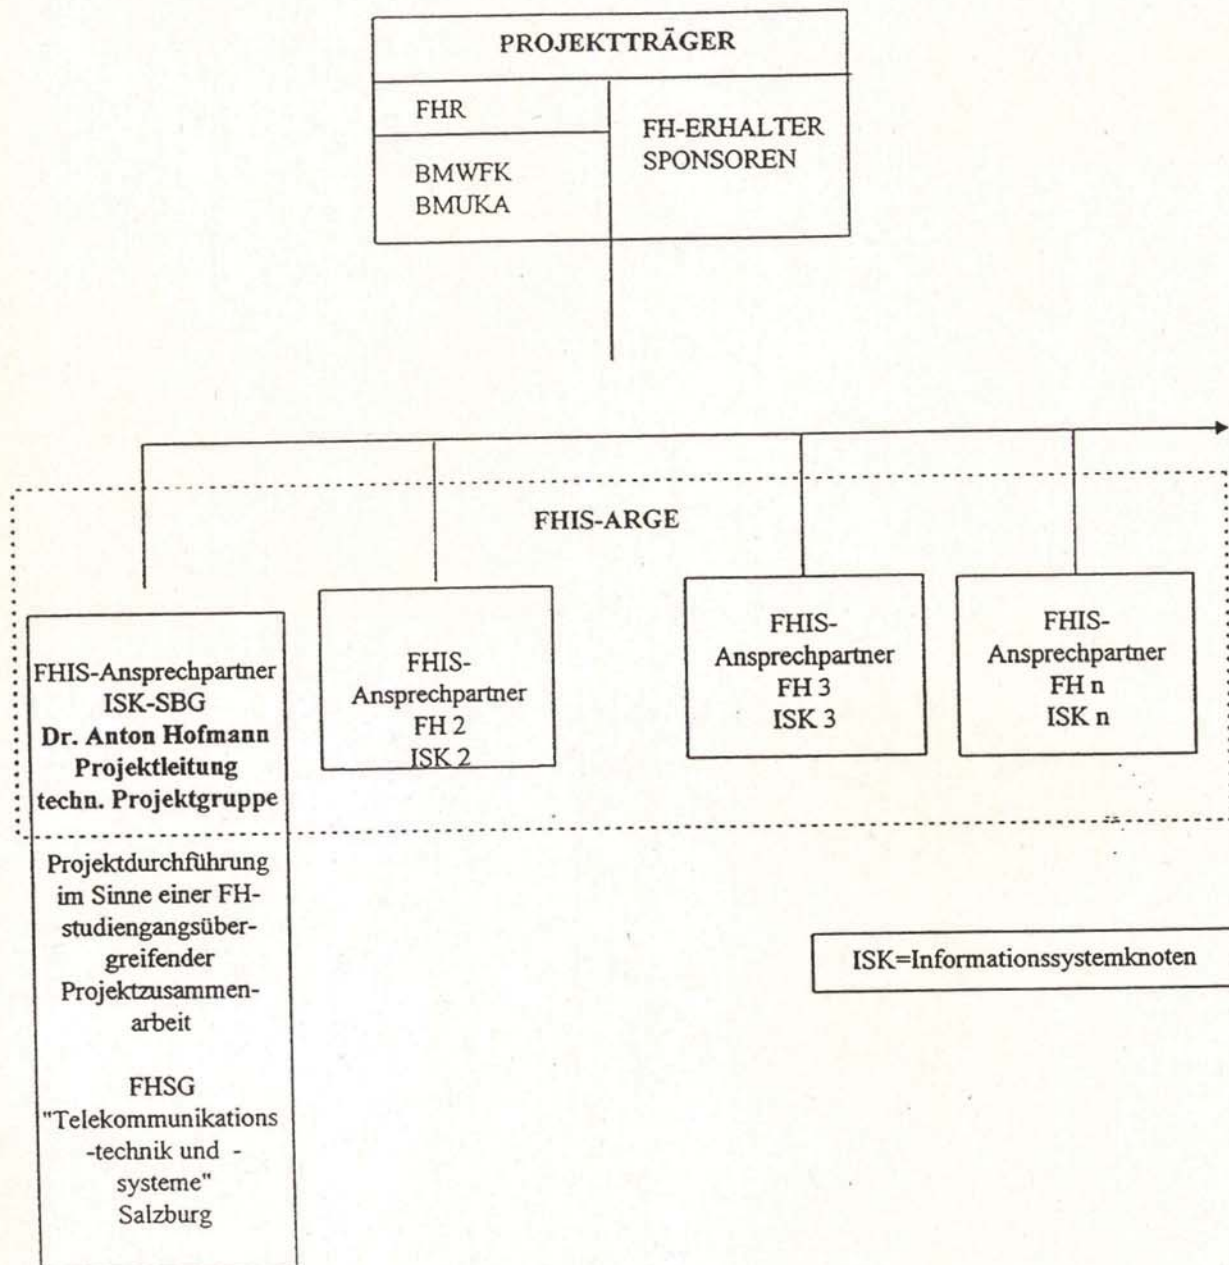 PROJEKTTRÄGER
FHR
BMWFK
BMUKA
FH-ERHALTER
SPONSOREN
FHIS-ARGE
FHIS-Ansprechpartner
ISK-SBG
Dr. Anton Hofmann
Projektleitung
techn. Projektgruppe
Projektdurchführung
im Sinne einer FH-
studiengangsüber-
greifender
Projektzusammen-
arbeit
FHSG
"Telekommunikations
-technik und -
systeme"
Salzburg
FHIS-
Ansprechpartner
FH 2
ISK 2
FHIS-
Ansprechpartner
FH 3
ISK 3
FHIS-
Ansprechpartner
FH n
ISK n
ISK=Informationssystemknoten